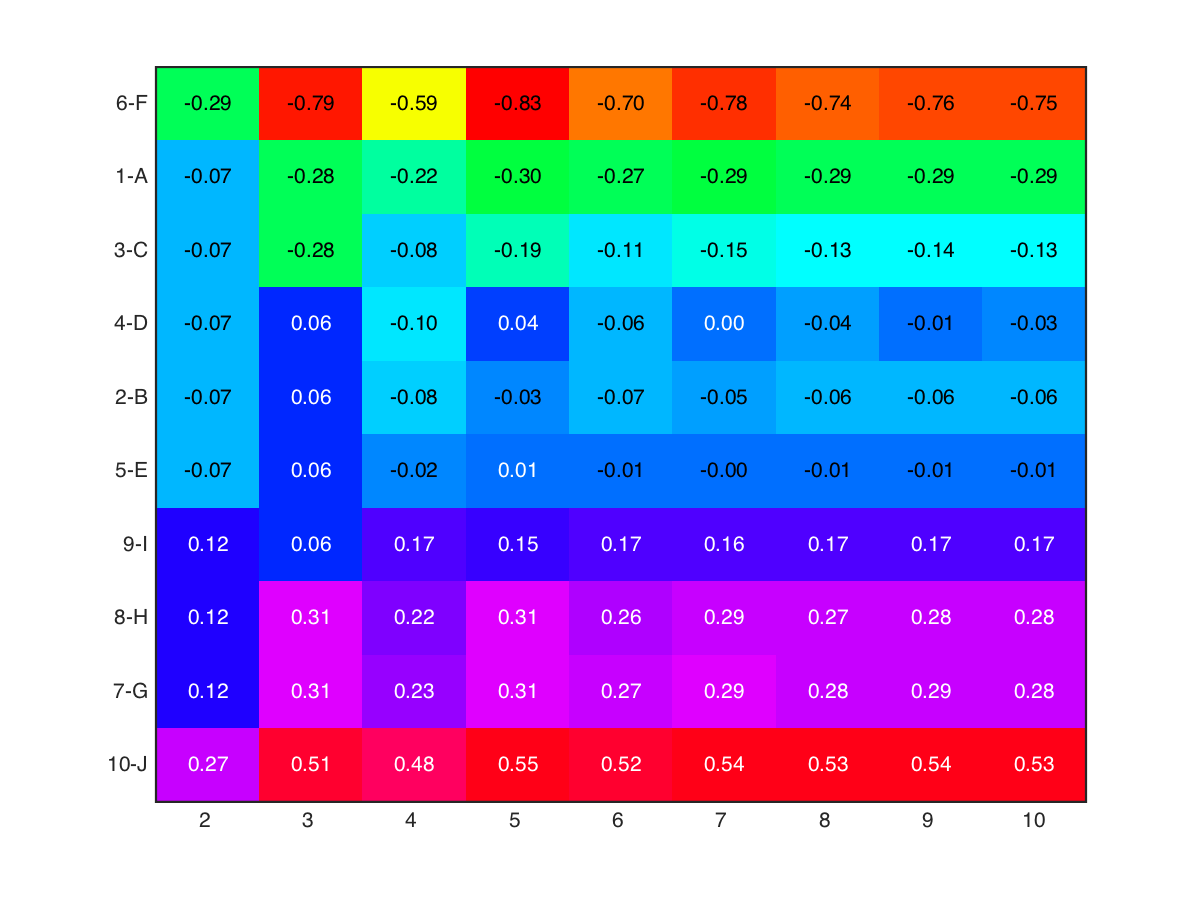 6-F -0.29 -0.79 -0.59 -0.83 -0.70 -0.78 -0.74 -0.76 -0.75
1-A -0.07 -0.28 -0.22 -0.30 -0.27 -0.29 -0.29 -0.29 -0.29
3-C -0.07 -0.28 -0.08 -0.19 -0.11 -0.15 -0.13 -0.14 -0.13
4-D -0.07 0.06 -0.10 0.04 -0.06 0.00 -0.04 -0.01 -0.03
2-B -0.07 0.06 -0.08 -0.03 -0.07 -0.05 -0.06 -0.06 -0.06
5-E -0.07 0.06 -0.02 0.01 -0.01 -0.00 -0.01 -0.01 -0.01
9-I 0.12 0.06 0.17 0.15 0.17 0.16 0.17 0.17 0.17
8-H 0.12 0.31 0.22 0.31 0.26 0.29 0.27 0.28 0.28
7-G 0.12 0.31 0.23 0.31 0.27 0.29 0.28 0.29 0.28
10-J 0.27 0.51 0.48 0.55 0.52 0.54 0.53 0.54 0.53
2 3 4 5 6 7 8 9 10